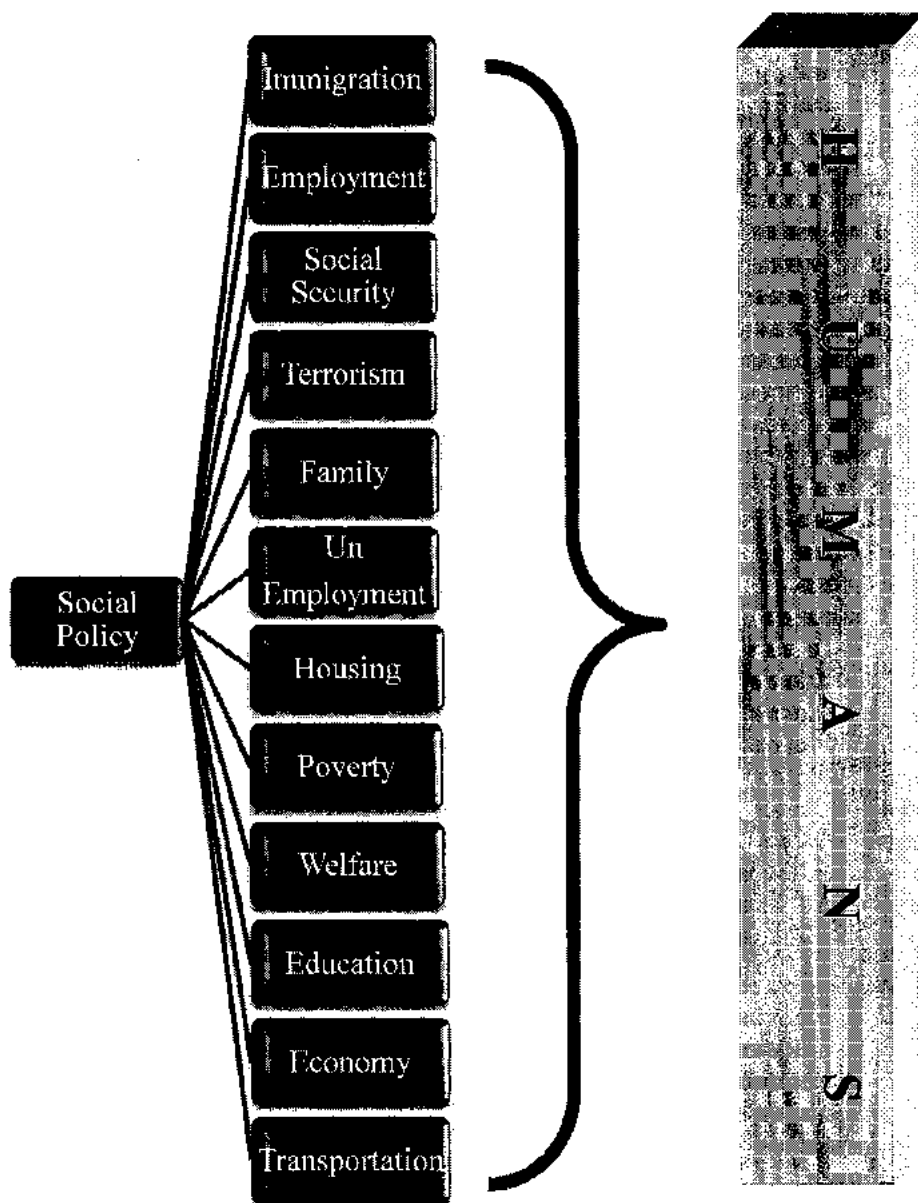 Immigration
Employment
Social
Security
Terrorism
Family
Un
Employment
Social
Policy
Housing
Poverty
Welfare
Education
Economy
Transportation
H U M A N S